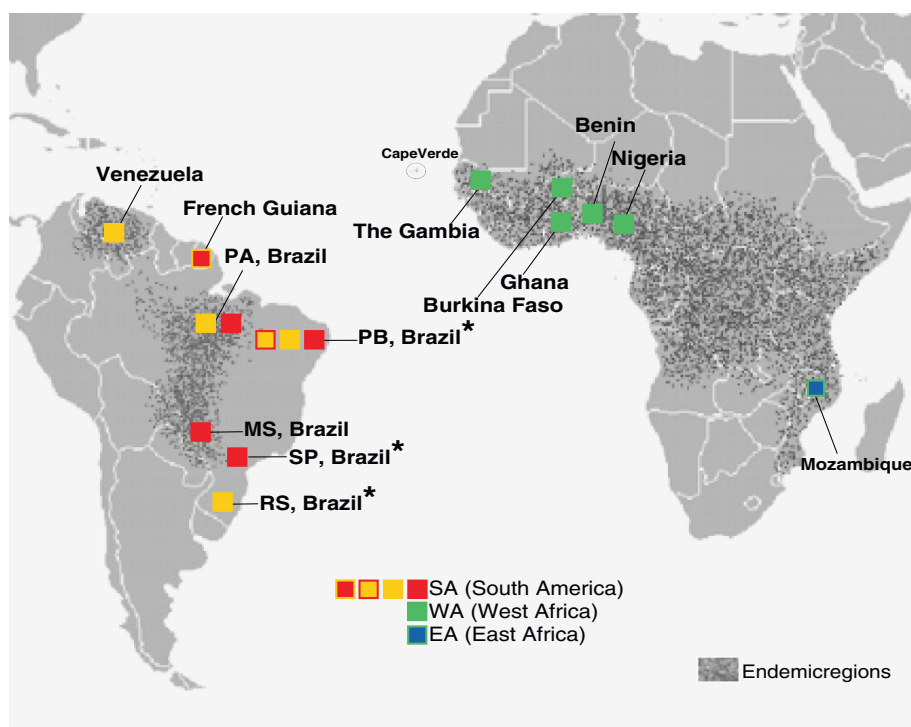 Benin
CapeVerde
Nigeria
Venezuela
French Guiana
The Gambia
PA, Brazil
Ghana
Burkina Faso
PB, Brazil*
MS, Brazil
SP, Brazil*
Mozambique
RS, Brazil*
SA (South America)
WA (West Africa)
EA (East Africa)
Endemicregions